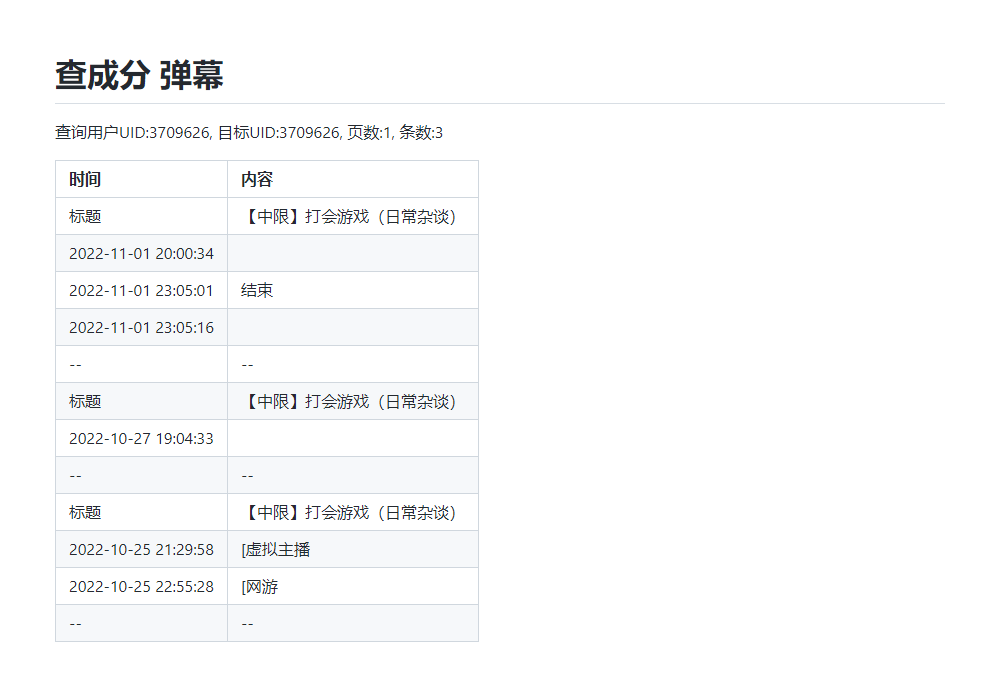 查成分 弹幕
查询用户UID:3709626, 目标UID:3709626, 页数:1, 条数:3
时间 内容
标题 【中限】打会游戏（日常杂谈）
2022-11-01 20:00:34
2022-11-01 23:05:01 结束
2022-11-01 23:05:16
-- --
标题 【中限】打会游戏（日常杂谈）
2022-10-27 19:04:33
-- --
标题 【中限】打会游戏（日常杂谈）
2022-10-25 21:29:58 [虚拟主播
2022-10-25 22:55:28 [网游
-- --